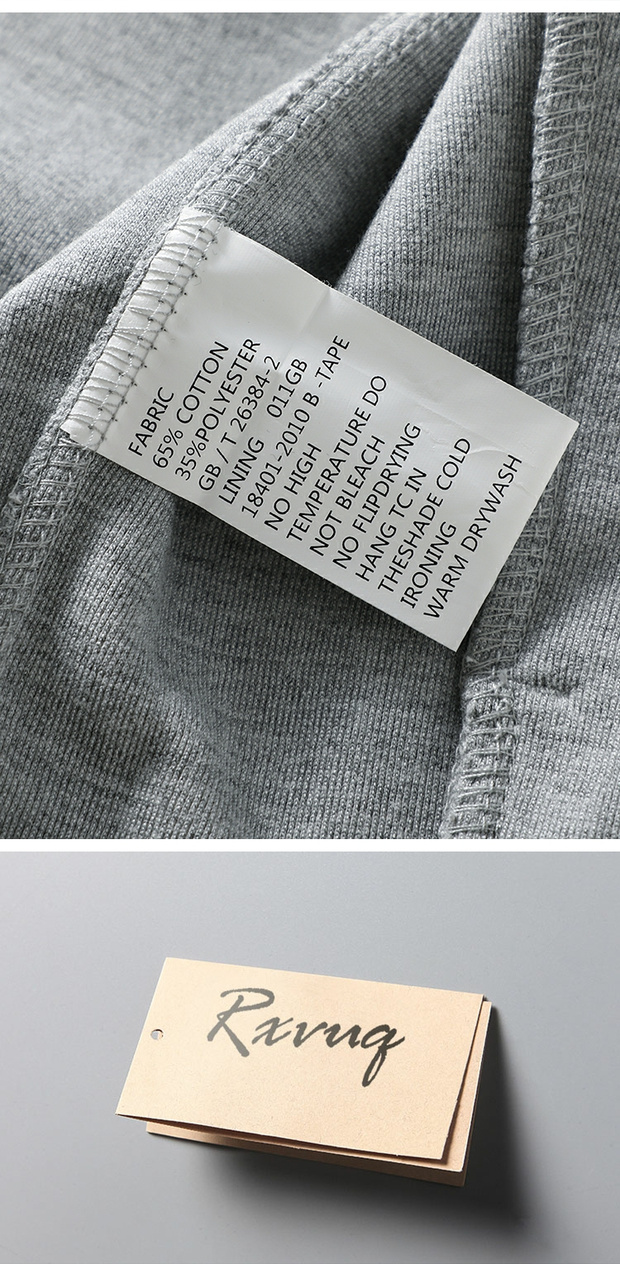 FABRIC
65% COTTON
35%POLYESTER
GB / T 26384-2
LINING 011GB
18401-2010 B -TAPE
NO HIGH
TEMPERATURE DO
NOT BLEACH
NO FLIPDRYING
HANG TC IN
THESHADE COLD
IRONING
WARM DRYWASH
Rxvuq